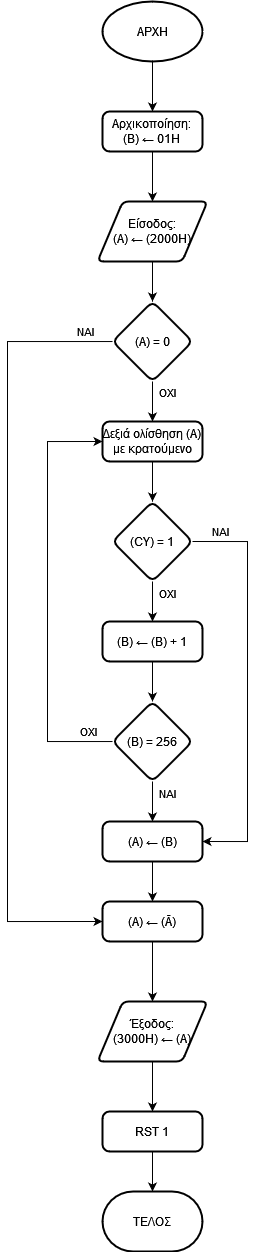 ΑΡΧΗ
Αρχικοποίηση:
(B) ← 01H
Είσοδος:
(A) ← (2000H)
(A) = 0
ΝΑΙ
ΟΧΙ
Δεξιά ολίσθηση (A)
με κρατούμενο
(CY) = 1
ΝΑΙ
ΟΧΙ
(B) ← (B) + 1
(B) = 256
ΟΧΙ
ΝΑΙ
(A) ← (B)
(A) ← (Ā)
Έξοδος:
(3000H) ← (A)
RST 1
ΤΕΛΟΣ